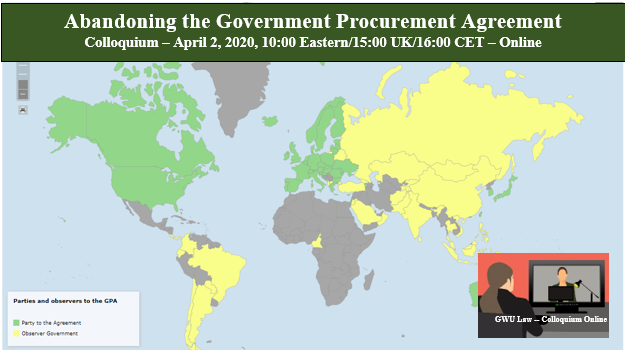 Abandoning the Government Procurement Agreement
Colloquium – April 2, 2020, 10:00 Eastern/15:00 UK/16:00 CET – Online
Parties and observers to the GPA
Party to the Agreement
Observer Government
GWU Law -- Colloquium Online